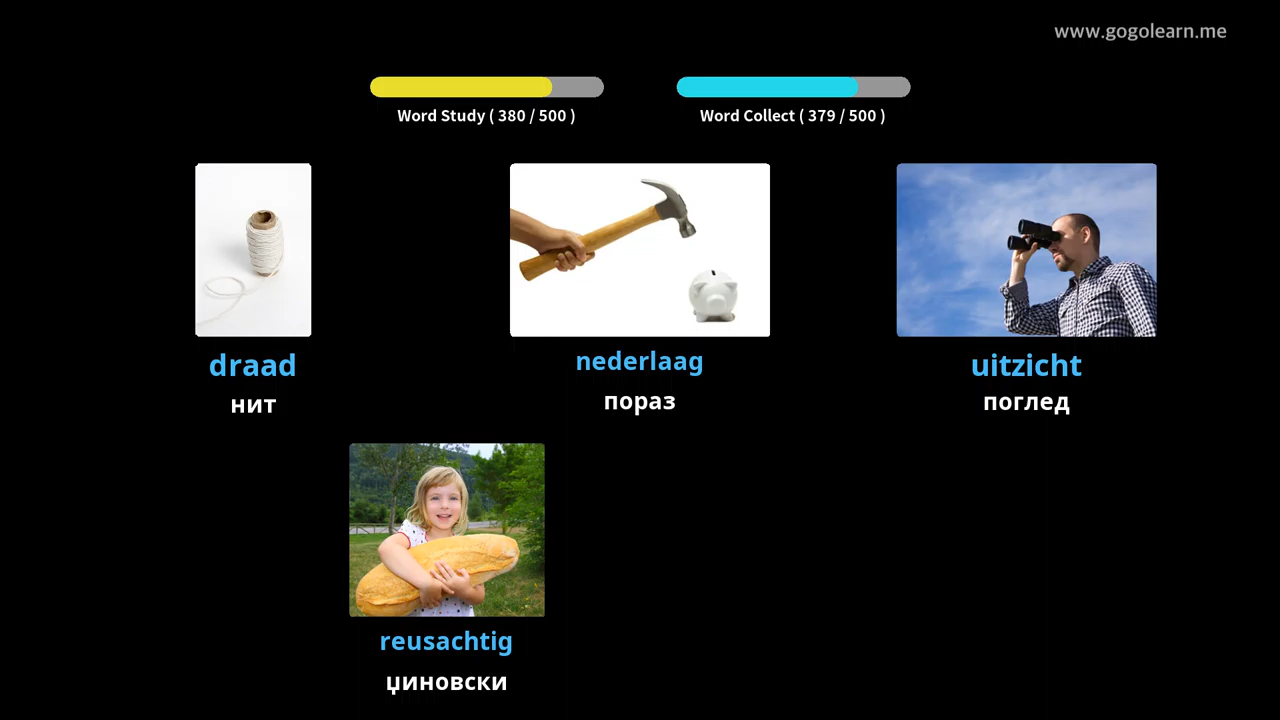 www.gogolearn.me
Word Study ( 380 / 500 )
Word Collect ( 379 / 500 )
draad
нит
nederlaag
пораз
uitzicht
поглед
reusachtig
џиновски